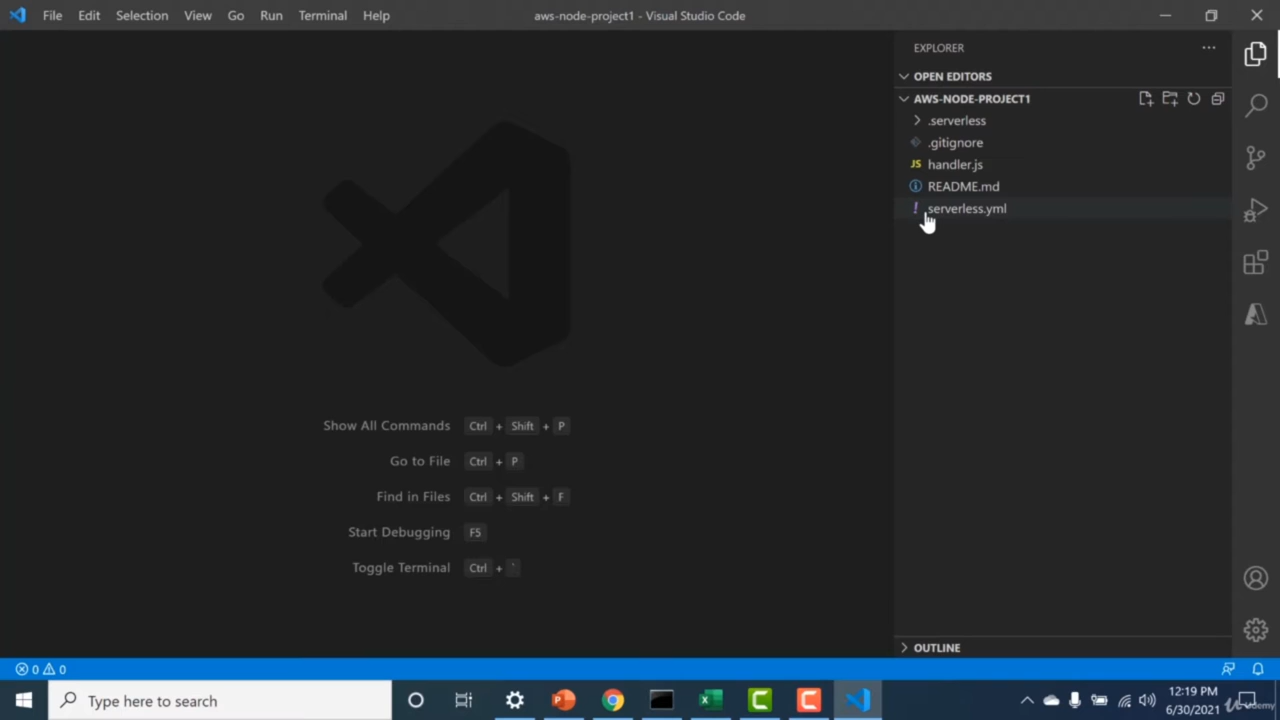 File Edit Selection View Go Run Terminal Help
aws-node-project1 - Visual Studio Code
EXPLORER
OPEN EDITORS
AWS-NODE-PROJECT1
.serverless
.gitignore
JS handler.js
README.md
! serverless.yml
Show All Commands Ctrl + Shift + P
Go to File Ctrl + P
Find in Files Ctrl + Shift + F
Start Debugging F5
Toggle Terminal Ctrl + `
OUTLINE
0 0
Type here to search
12:19 PM
6/30/2021
Udemy